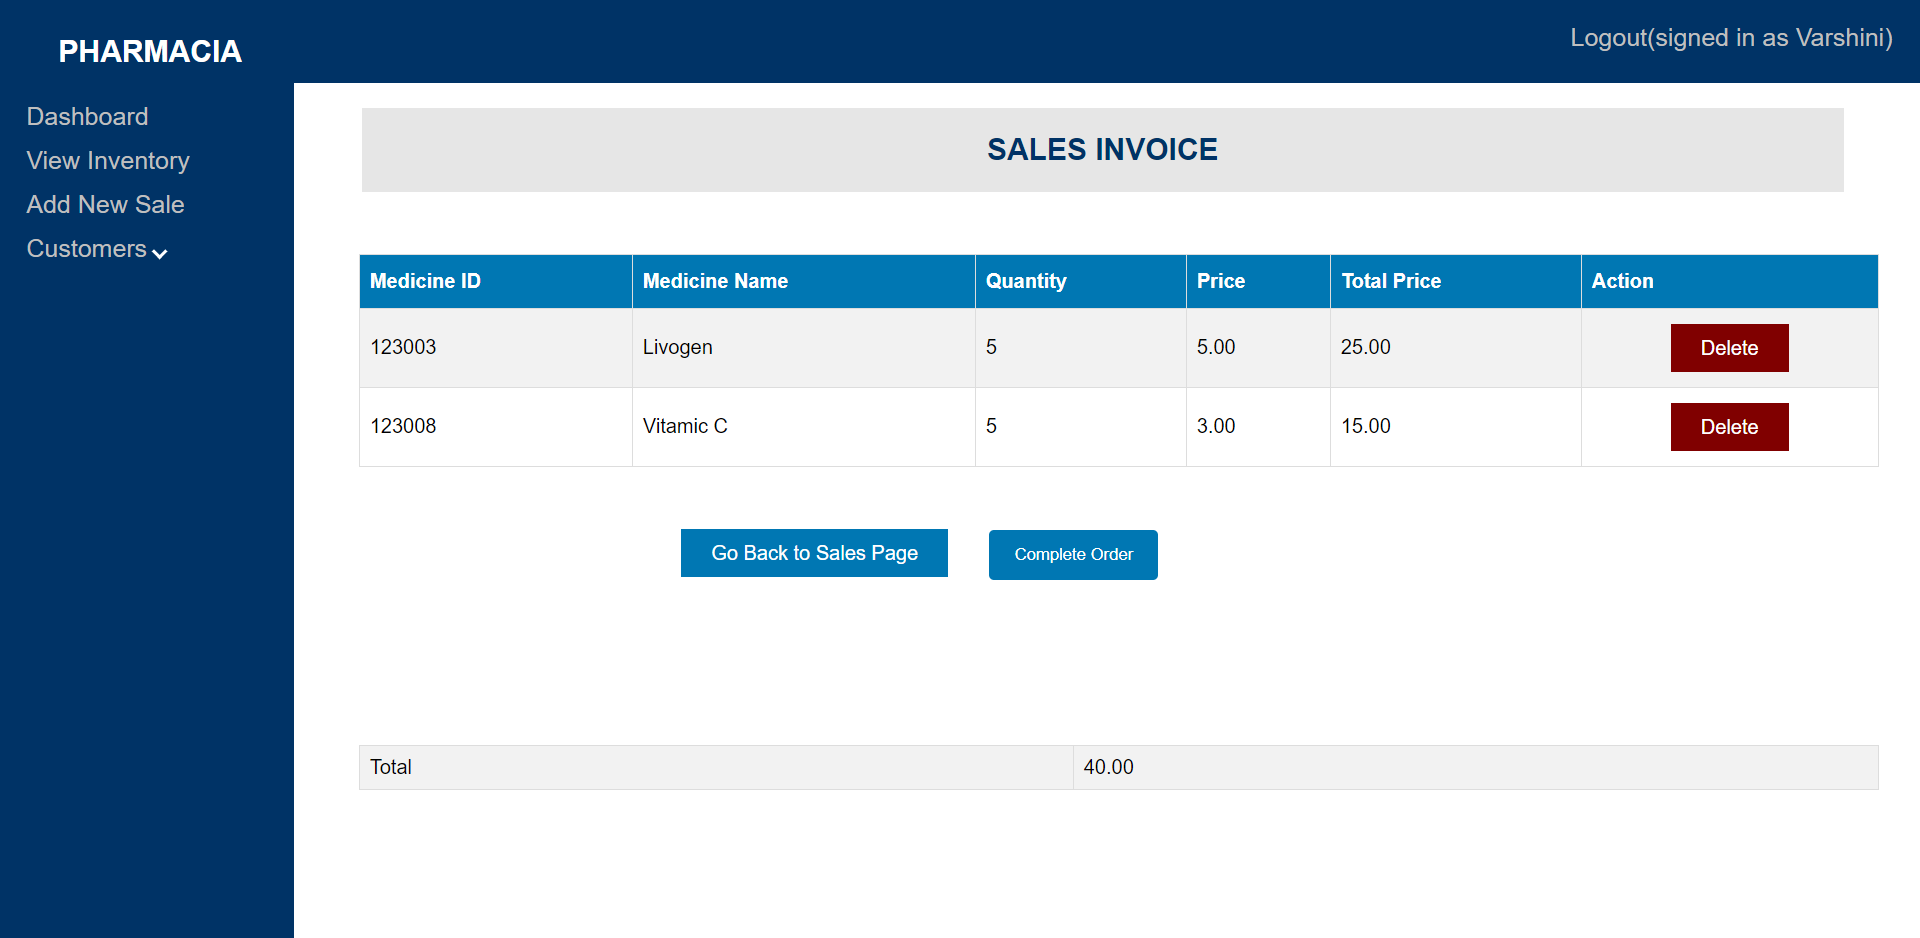 PHARMACIA
Logout(signed in as Varshini)
Dashboard
View Inventory
Add New Sale
Customers
SALES INVOICE
Medicine ID Medicine Name Quantity Price Total Price Action
123003 Livogen 5 5.00 25.00 Delete
123008 Vitamic C 5 3.00 15.00 Delete
Go Back to Sales Page Complete Order
Total 40.00